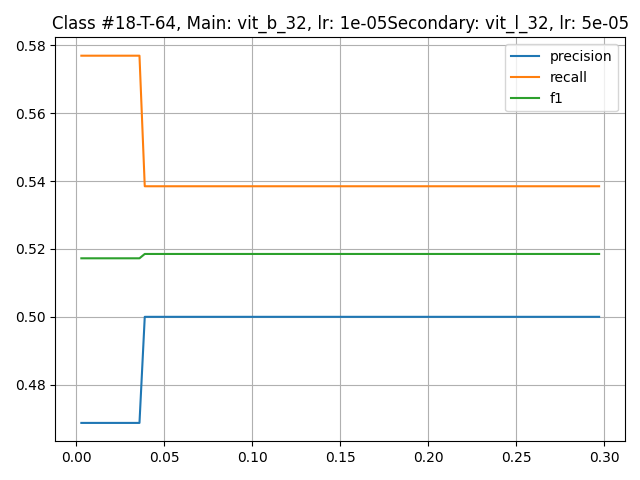 Class #18-T-64, Main: vit_b_32, lr: 1e-05Secondary: vit_l_32, lr: 5e-05
precision
recall
f1
0.58
0.56
0.54
0.52
0.50
0.48
0.00 0.05 0.10 0.15 0.20 0.25 0.30